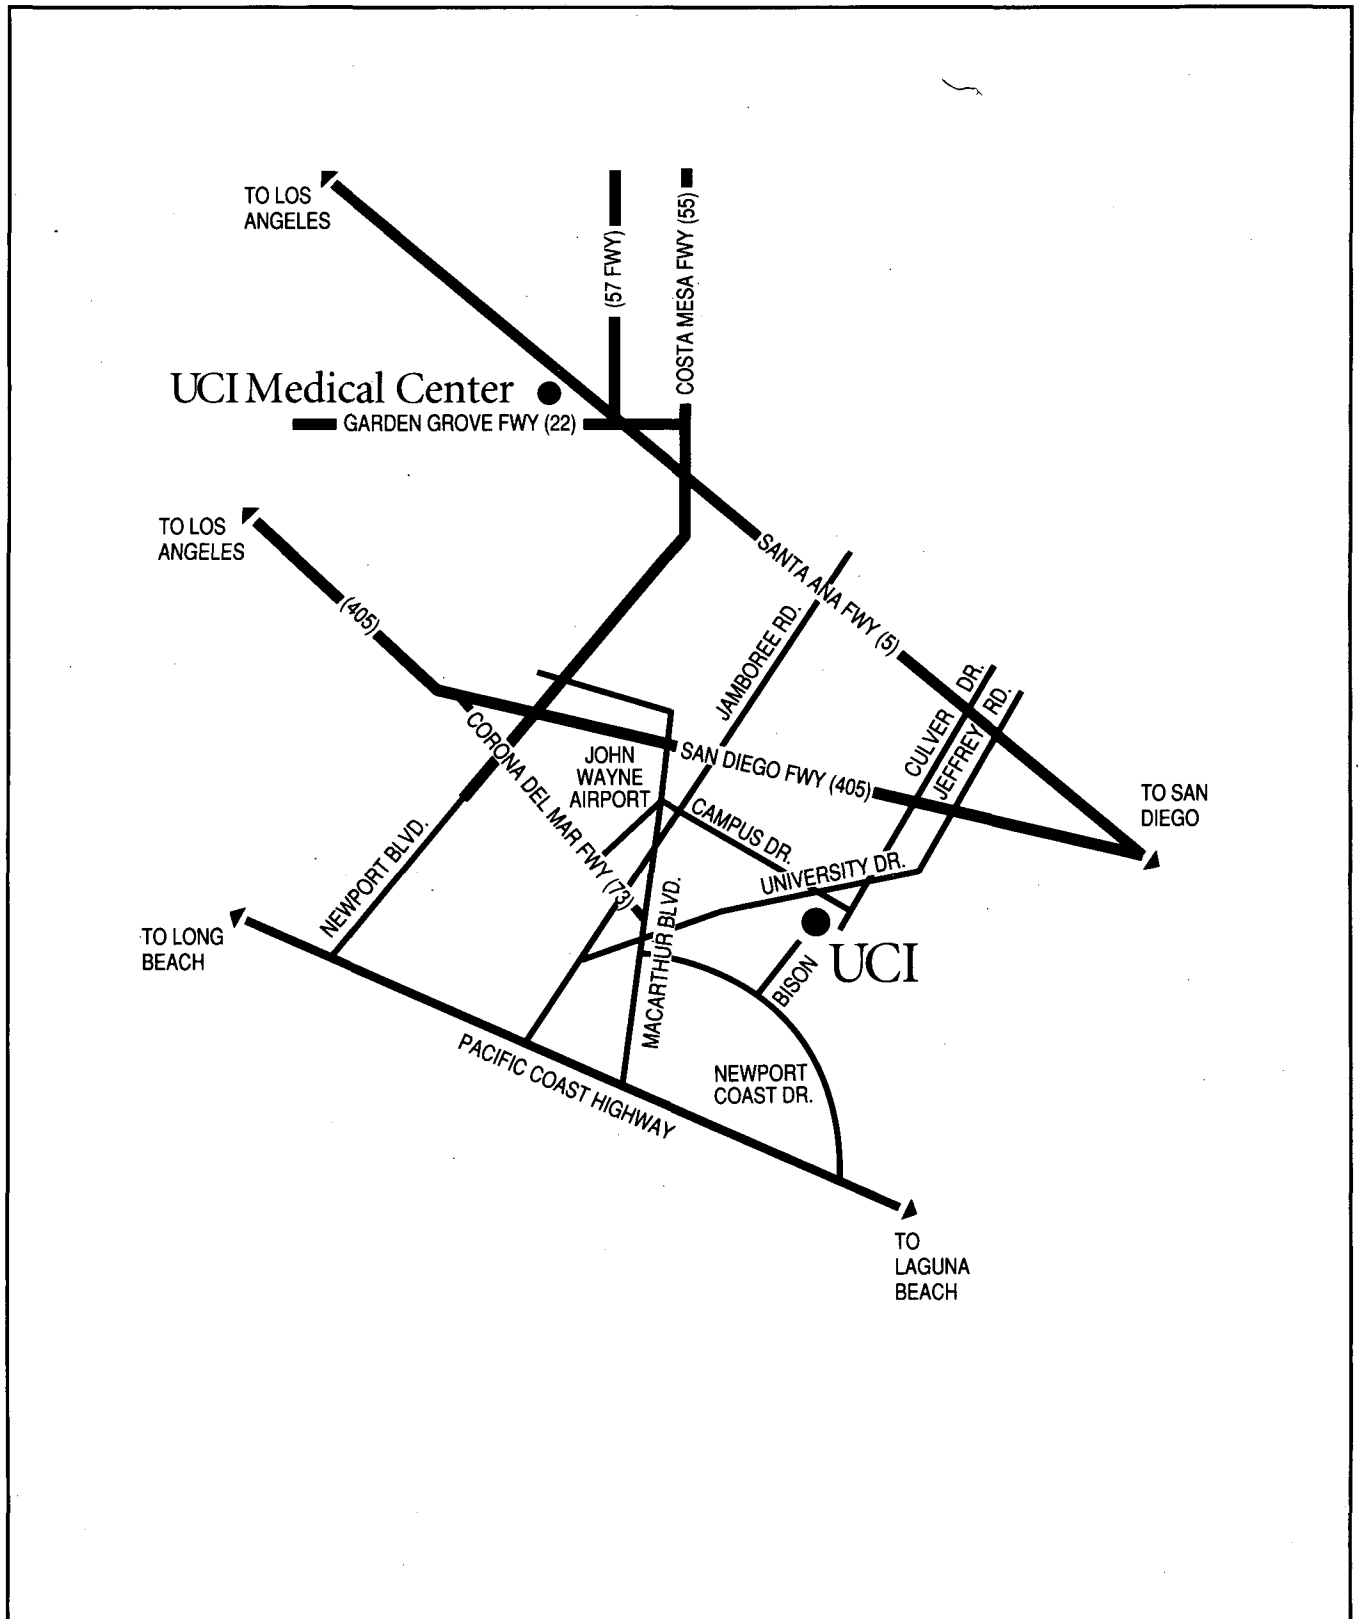 TO LOS
ANGELES
(57 FWY)
COSTA MESA FWY (55)
UCI Medical Center
GARDEN GROVE FWY (22)
TO LOS
ANGELES
(405)
SANTA ANA FWY (5)
JAMBOREE RD.
CULVER DR.
JEFFREY RD.
CORONA DEL MAR FWY (73)
JOHN
WAYNE
AIRPORT
SAN DIEGO FWY (405)
TO SAN
DIEGO
CAMPUS DR.
UNIVERSITY DR.
NEWPORT BLVD.
MACARTHUR BLVD.
TO LONG
BEACH
UCI
BISON
PACIFIC COAST HIGHWAY
NEWPORT
COAST DR.
TO
LAGUNA
BEACH